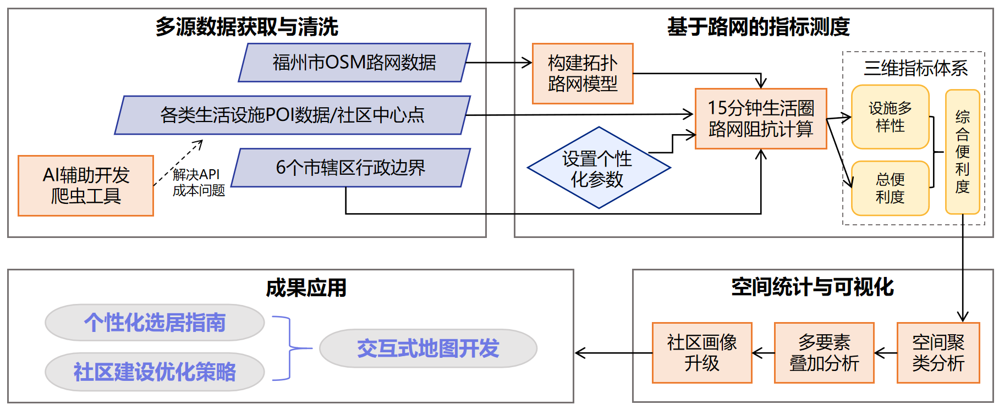 多源数据获取与清洗
福州市OSM路网数据
各类生活设施POI数据/社区中心点
6个市辖区行政边界
AI辅助开发
爬虫工具
解决API
成本问题
基于路网的指标测度
构建拓扑
路网模型
15分钟生活圈
路网阻抗计算
设置个性
化参数
三维指标体系
设施多
样性
总便
利度
综
合
便
利
度
空间统计与可视化
空间聚
类分析
多要素
叠加分析
社区画像
升级
成果应用
个性化选居指南
社区建设优化策略
交互式地图开发